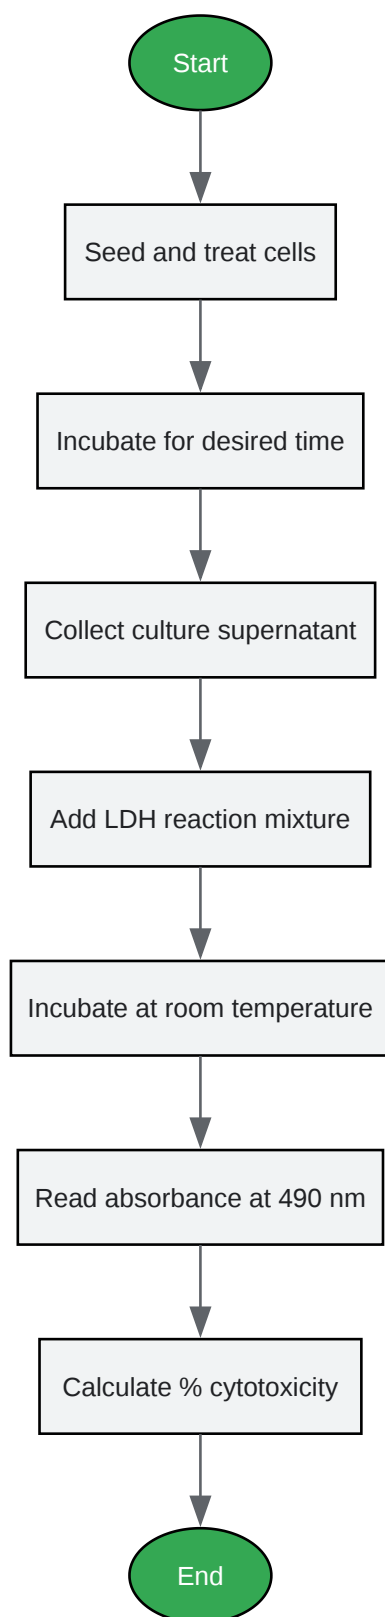 Start
Seed and treat cells
Incubate for desired time
Collect culture supernatant
Add LDH reaction mixture
Incubate at room temperature
Read absorbance at 490 nm
Calculate % cytotoxicity
End